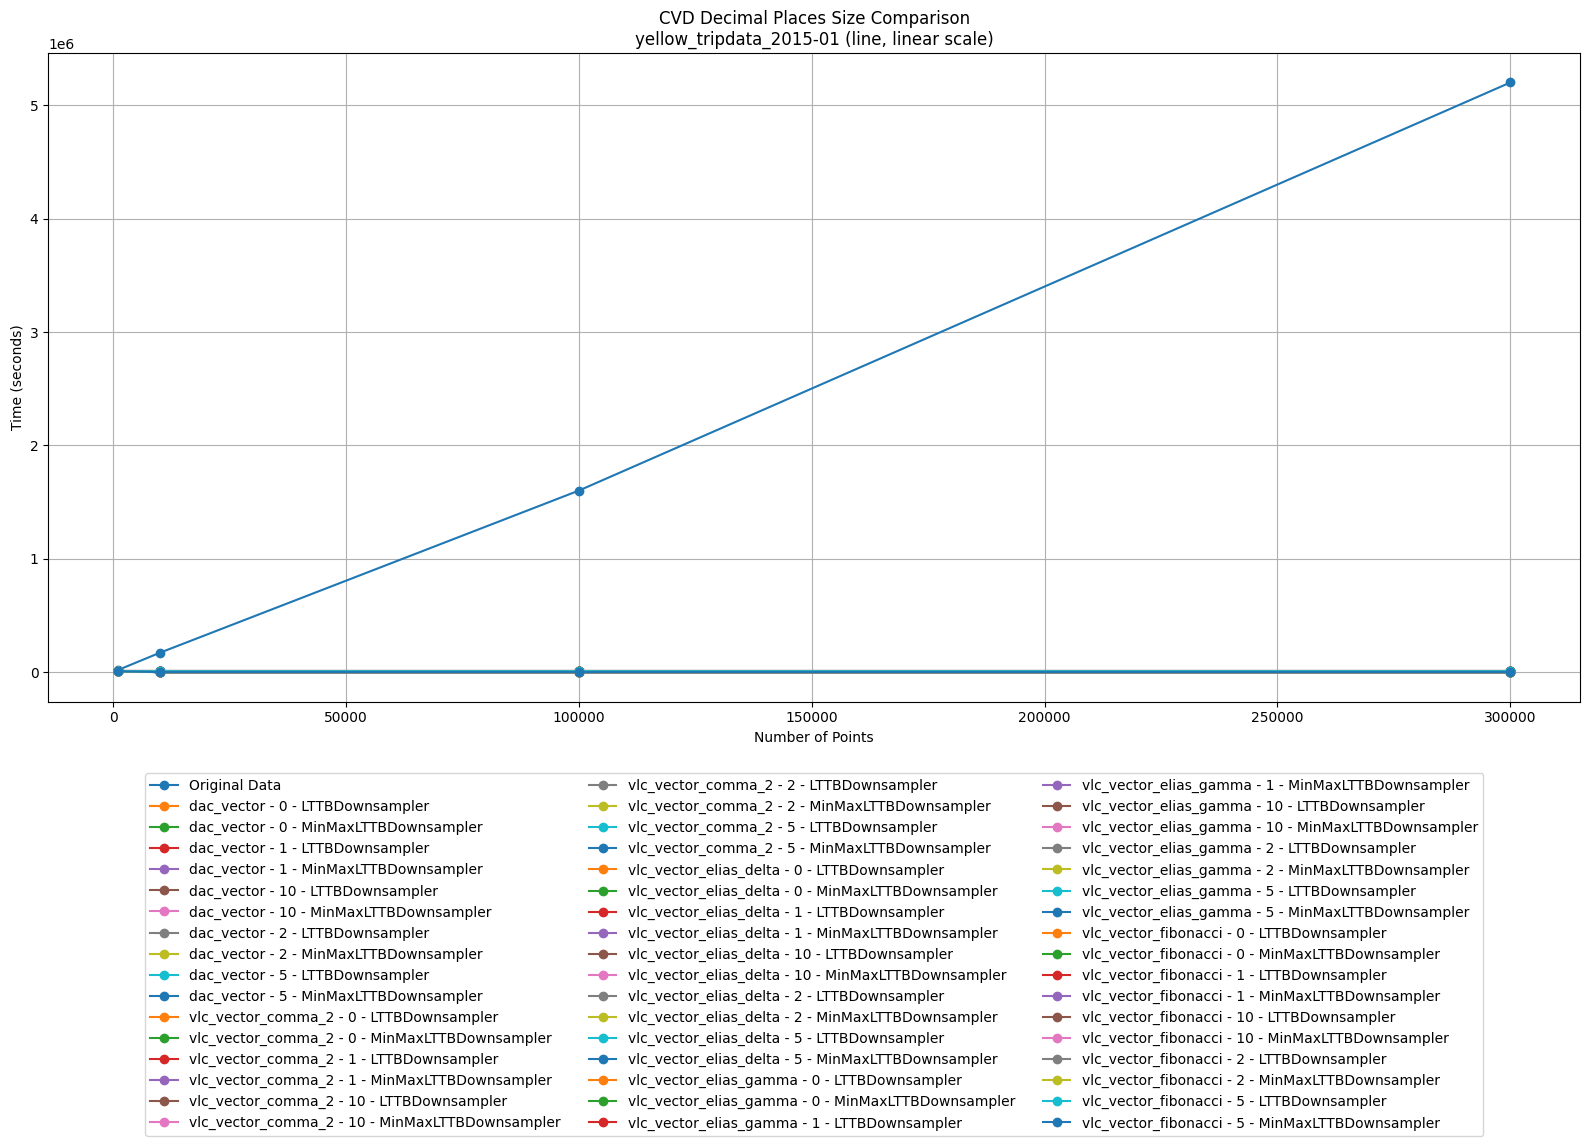 CVD Decimal Places Size Comparison
yellow_tripdata_2015-01 (line, linear scale)
1e6
5
4
3
2
1
0
Time (seconds)
0 50000 100000 150000 200000 250000 300000
Number of Points
Original Data
dac_vector - 0 - LTTBDownsampler
dac_vector - 0 - MinMaxLTTBDownsampler
dac_vector - 1 - LTTBDownsampler
dac_vector - 1 - MinMaxLTTBDownsampler
dac_vector - 10 - LTTBDownsampler
dac_vector - 10 - MinMaxLTTBDownsampler
dac_vector - 2 - LTTBDownsampler
dac_vector - 2 - MinMaxLTTBDownsampler
dac_vector - 5 - LTTBDownsampler
dac_vector - 5 - MinMaxLTTBDownsampler
vlc_vector_comma_2 - 0 - LTTBDownsampler
vlc_vector_comma_2 - 0 - MinMaxLTTBDownsampler
vlc_vector_comma_2 - 1 - LTTBDownsampler
vlc_vector_comma_2 - 1 - MinMaxLTTBDownsampler
vlc_vector_comma_2 - 10 - LTTBDownsampler
vlc_vector_comma_2 - 10 - MinMaxLTTBDownsampler
vlc_vector_comma_2 - 2 - LTTBDownsampler
vlc_vector_comma_2 - 2 - MinMaxLTTBDownsampler
vlc_vector_comma_2 - 5 - LTTBDownsampler
vlc_vector_comma_2 - 5 - MinMaxLTTBDownsampler
vlc_vector_elias_delta - 0 - LTTBDownsampler
vlc_vector_elias_delta - 0 - MinMaxLTTBDownsampler
vlc_vector_elias_delta - 1 - LTTBDownsampler
vlc_vector_elias_delta - 1 - MinMaxLTTBDownsampler
vlc_vector_elias_delta - 10 - LTTBDownsampler
vlc_vector_elias_delta - 10 - MinMaxLTTBDownsampler
vlc_vector_elias_delta - 2 - LTTBDownsampler
vlc_vector_elias_delta - 2 - MinMaxLTTBDownsampler
vlc_vector_elias_delta - 5 - LTTBDownsampler
vlc_vector_elias_delta - 5 - MinMaxLTTBDownsampler
vlc_vector_elias_gamma - 0 - LTTBDownsampler
vlc_vector_elias_gamma - 0 - MinMaxLTTBDownsampler
vlc_vector_elias_gamma - 1 - LTTBDownsampler
vlc_vector_elias_gamma - 1 - MinMaxLTTBDownsampler
vlc_vector_elias_gamma - 10 - LTTBDownsampler
vlc_vector_elias_gamma - 10 - MinMaxLTTBDownsampler
vlc_vector_elias_gamma - 2 - LTTBDownsampler
vlc_vector_elias_gamma - 2 - MinMaxLTTBDownsampler
vlc_vector_elias_gamma - 5 - LTTBDownsampler
vlc_vector_elias_gamma - 5 - MinMaxLTTBDownsampler
vlc_vector_fibonacci - 0 - LTTBDownsampler
vlc_vector_fibonacci - 0 - MinMaxLTTBDownsampler
vlc_vector_fibonacci - 1 - LTTBDownsampler
vlc_vector_fibonacci - 1 - MinMaxLTTBDownsampler
vlc_vector_fibonacci - 10 - LTTBDownsampler
vlc_vector_fibonacci - 10 - MinMaxLTTBDownsampler
vlc_vector_fibonacci - 2 - LTTBDownsampler
vlc_vector_fibonacci - 2 - MinMaxLTTBDownsampler
vlc_vector_fibonacci - 5 - LTTBDownsampler
vlc_vector_fibonacci - 5 - MinMaxLTTBDownsampler